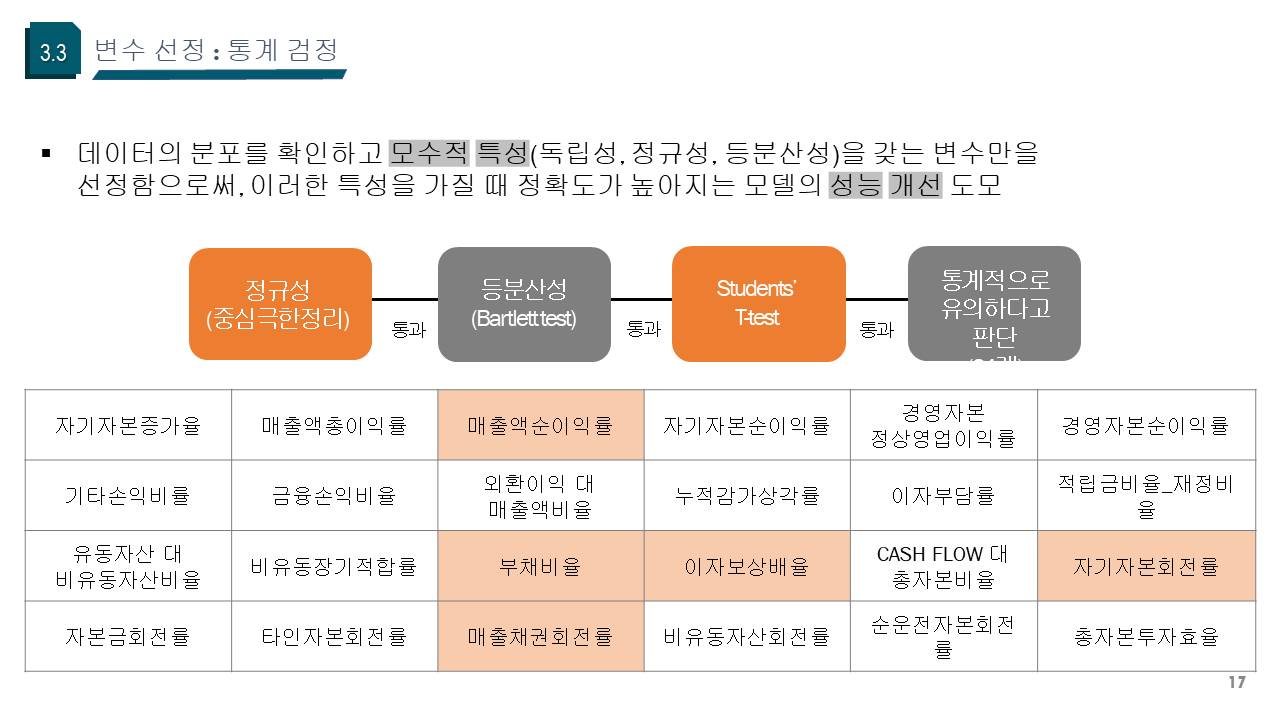 3.3
변수 선정 : 통계 검정
▪ 데이터의 분포를 확인하고 모수적 특성(독립성, 정규성, 등분산성)을 갖는 변수만을
선정함으로써, 이러한 특성을 가질 때 정확도가 높아지는 모델의 성능 개선 도모
정규성
(중심극한정리)
통과
등분산성
(Bartlett test)
통과
Students’
T-test
통과
통계적으로
유의하다고
판단
자기자본증가율
매출액총이익률
매출액순이익률
자기자본순이익률
경영자본
정상영업이익률
경영자본순이익률
기타손익비률
금융손익비율
외환이익 대
매출액비율
누적감가상각률
이자부담률
적립금비율_재정비
율
유동자산 대
비유동자산비율
비유동장기적합률
부채비율
이자보상배율
CASH FLOW 대
총자본비율
자기자본회전률
자본금회전률
타인자본회전률
매출채권회전률
비유동자산회전률
순운전자본회전
률
총자본투자효율
17